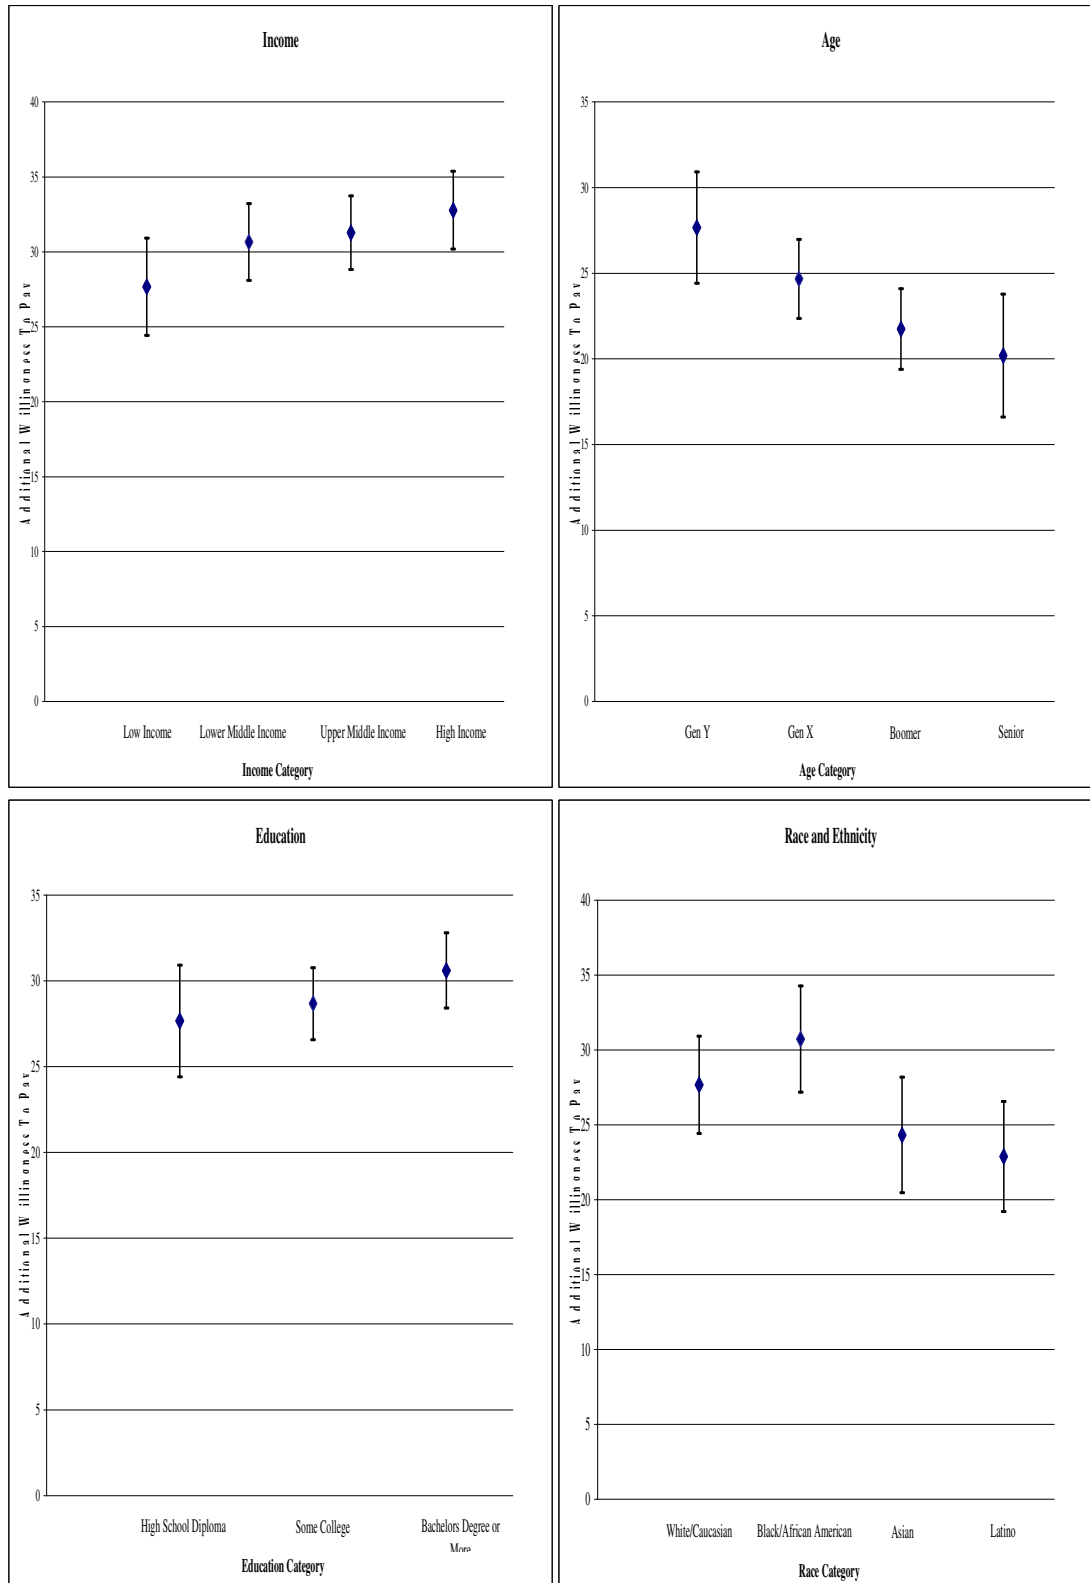 Income
40
35
30
25
20
15
10
5
0
Additional Willingness To Pay
Low Income Lower Middle Income Upper Middle Income High Income
Income Category
Age
35
30
25
20
15
10
5
0
Additional Willingness To Pay
Gen Y Gen X Boomer Senior
Age Category
Education
35
30
25
20
15
10
5
0
Additional Willingness To Pay
High School Diploma Some College Bachelors Degree or
More
Education Category
Race and Ethnicity
40
35
30
25
20
15
10
5
0
Additional Willingness To Pay
White/Caucasian Black/African American Asian Latino
Race Category